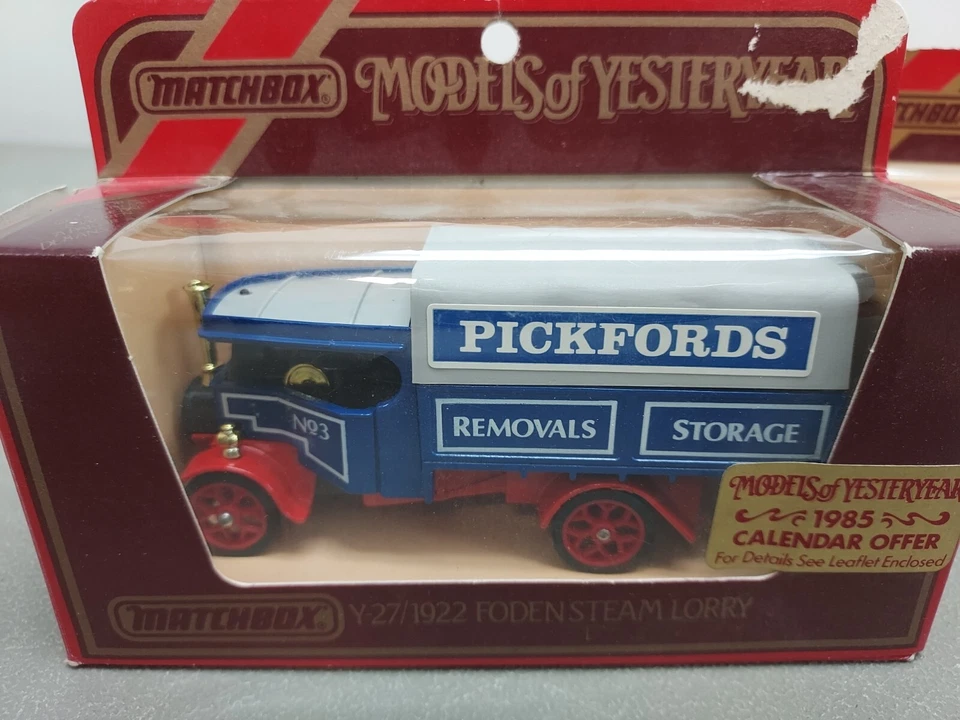 MATCHBOX®
MODELS of YESTERYEAR
TCHBOX
PICKFORDS
REMOVALS
STORAGE
Nº3
MODELS of YESTERYEAR
1985
CALENDAR OFFER
For Details See Leaflet Enclosed
MATCHBOX®
Y-27/1922 FODEN STEAM LORRY